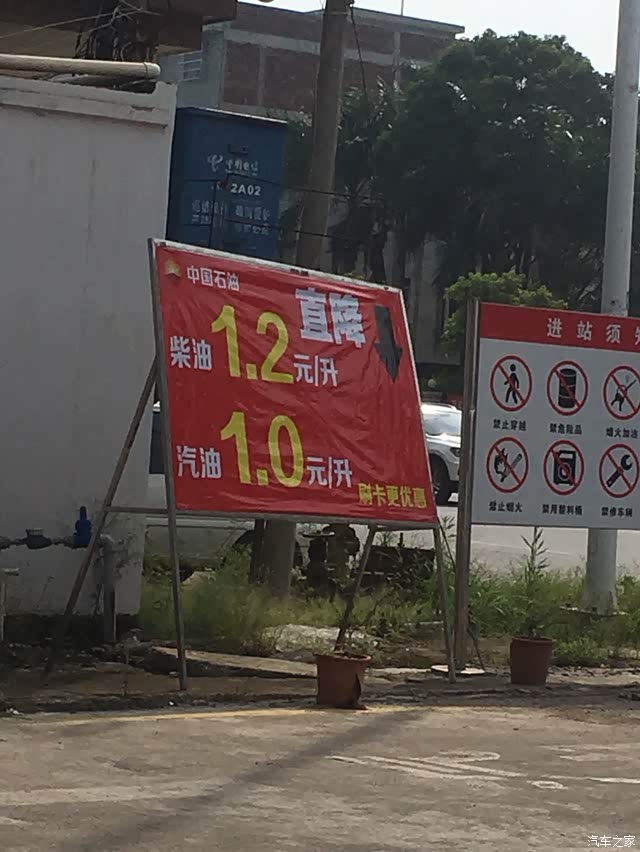 中国电信
2A02
中国石油
直降
柴油 1.2 元/升
汽油 1.0 元/升
刷卡更优惠
进站须
禁止穿越
禁危险品
烟火加油
禁止烟火
禁用塑料桶
禁修车辆
汽车之家